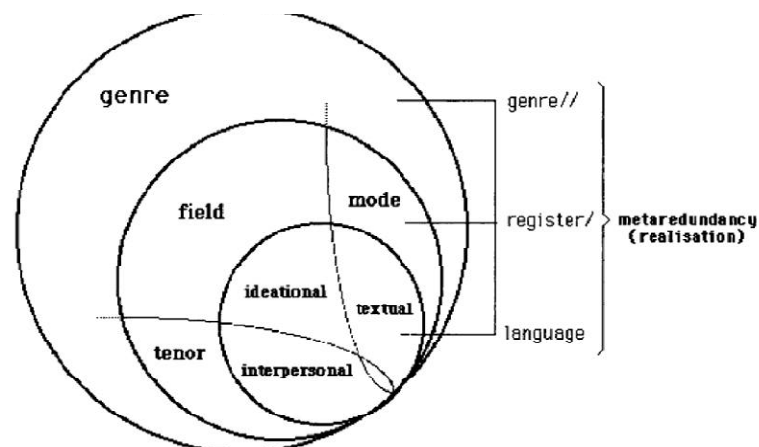 genre
genre//
field
mode
register/
metaredundancy
(realisation)
ideational
textual
language
tenor
interpersonal